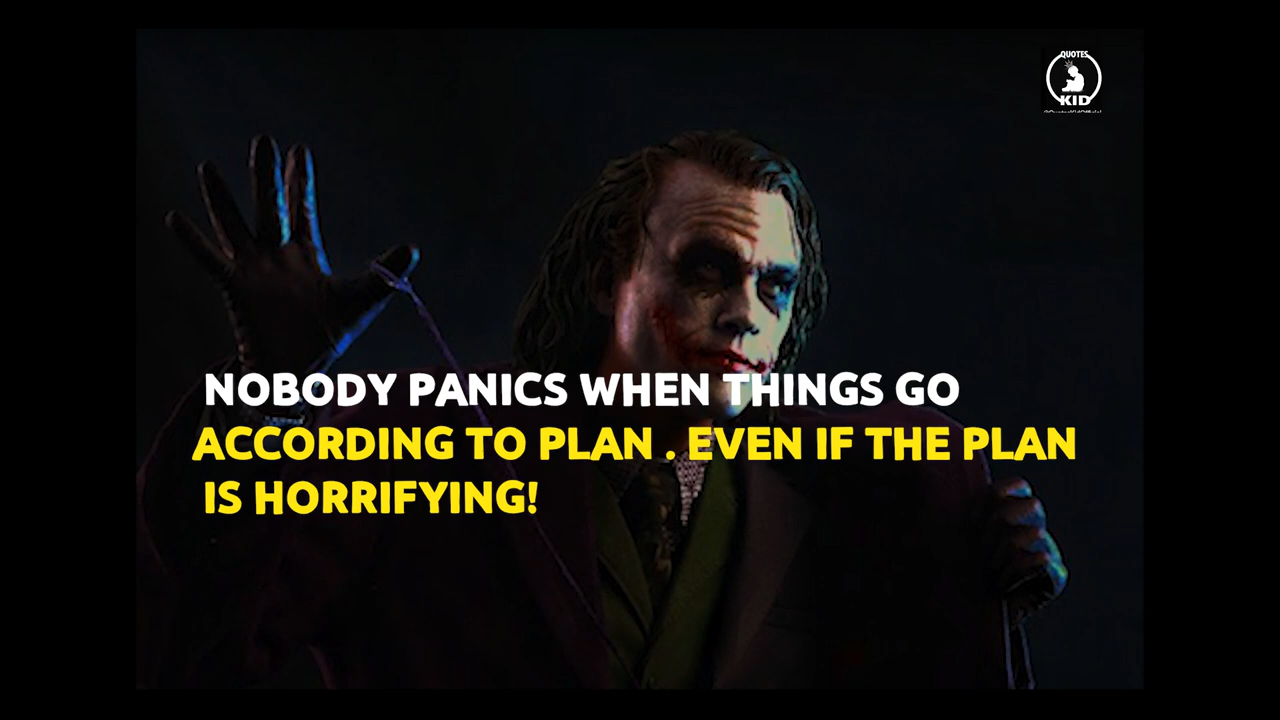 QUOTES
KID
NOBODY PANICS WHEN THINGS GO
ACCORDING TO PLAN . EVEN IF THE PLAN
IS HORRIFYING!